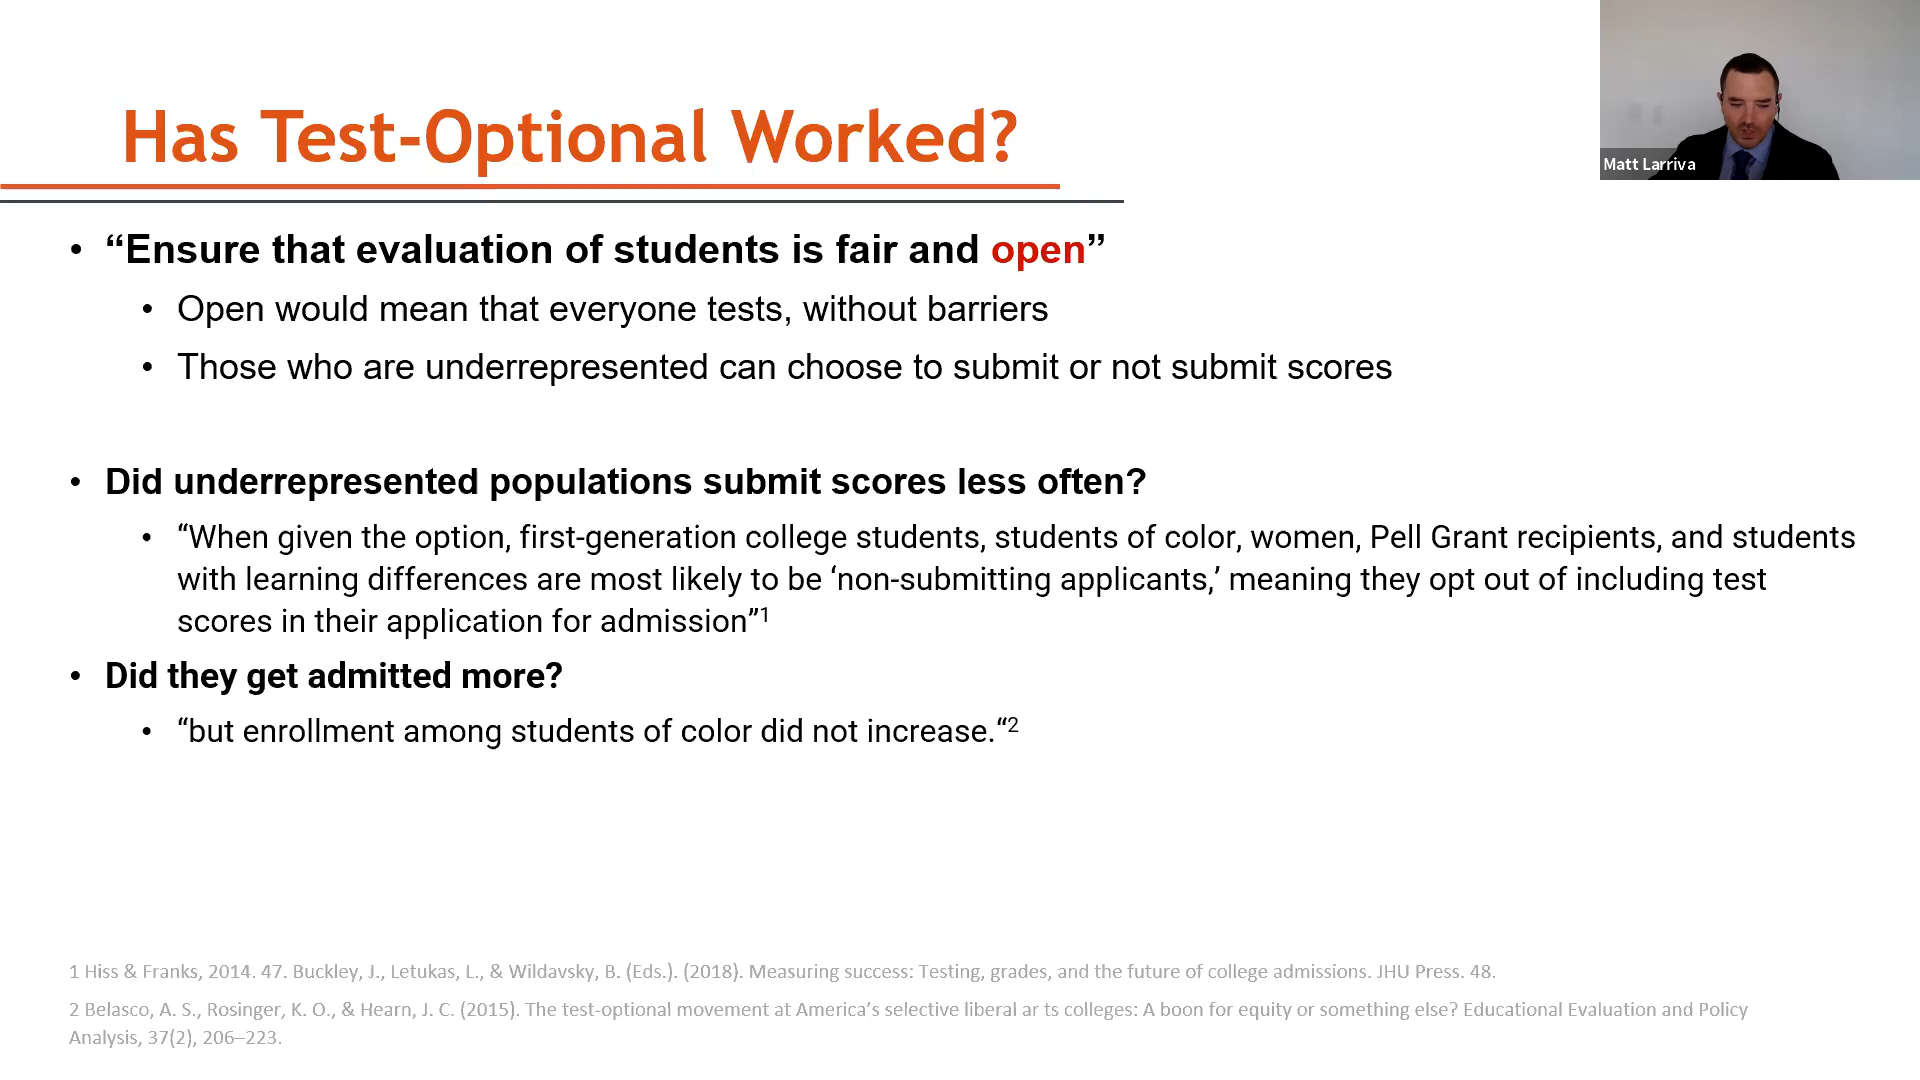 Has Test-Optional Worked?
Matt Larriva
• “Ensure that evaluation of students is fair and open”
• Open would mean that everyone tests, without barriers
• Those who are underrepresented can choose to submit or not submit scores
• Did underrepresented populations submit scores less often?
• “When given the option, first-generation college students, students of color, women, Pell Grant recipients, and students
with learning differences are most likely to be ‘non-submitting applicants,’ meaning they opt out of including test
scores in their application for admission”1
• Did they get admitted more?
• “but enrollment among students of color did not increase.“2
1 Hiss & Franks, 2014. 47. Buckley, J., Letukas, L., & Wildavsky, B. (Eds.). (2018). Measuring success: Testing, grades, and the future of college admissions. JHU Press. 48.
2 Belasco, A. S., Rosinger, K. O., & Hearn, J. C. (2015). The test-optional movement at America’s selective liberal ar ts colleges: A boon for equity or something else? Educational Evaluation and Policy
Analysis, 37(2), 206–223.